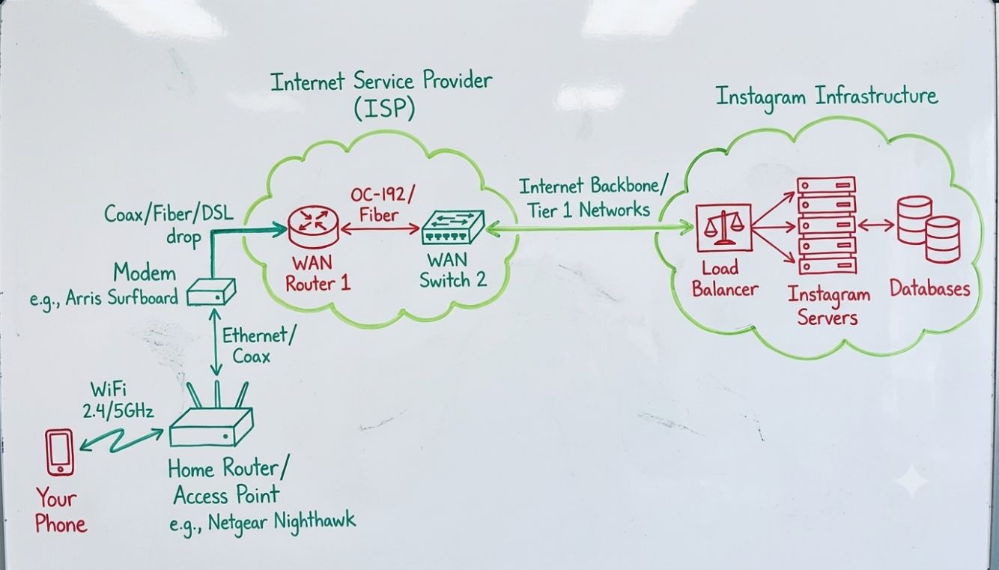 Internet Service Provider
(ISP)
Instagram Infrastructure
Coax/Fiber/DSL
drop
OC-192/
Fiber
Internet Backbone/
Tier 1 Networks
WAN
Router 1
WAN
Switch 2
Load
Balancer
Instagram
Servers
Databases
Modem
e.g., Arris Surfboard
Ethernet/
Coax
WiFi
2.4/5GHz
Your
Phone
Home Router/
Access Point
e.g., Netgear Nighthawk